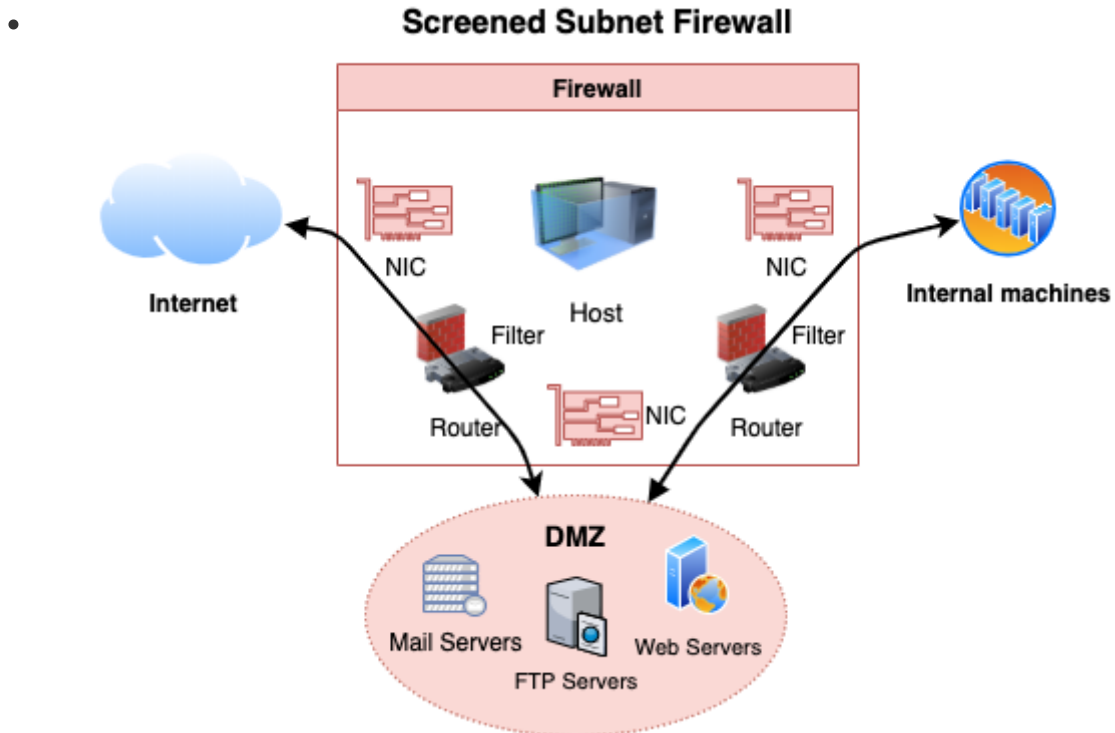 Screened Subnet Firewall
Firewall
NIC
NIC
Internet
Host
Internal machines
Filter
Filter
Router
NIC
Router
DMZ
Mail Servers
FTP Servers
Web Servers